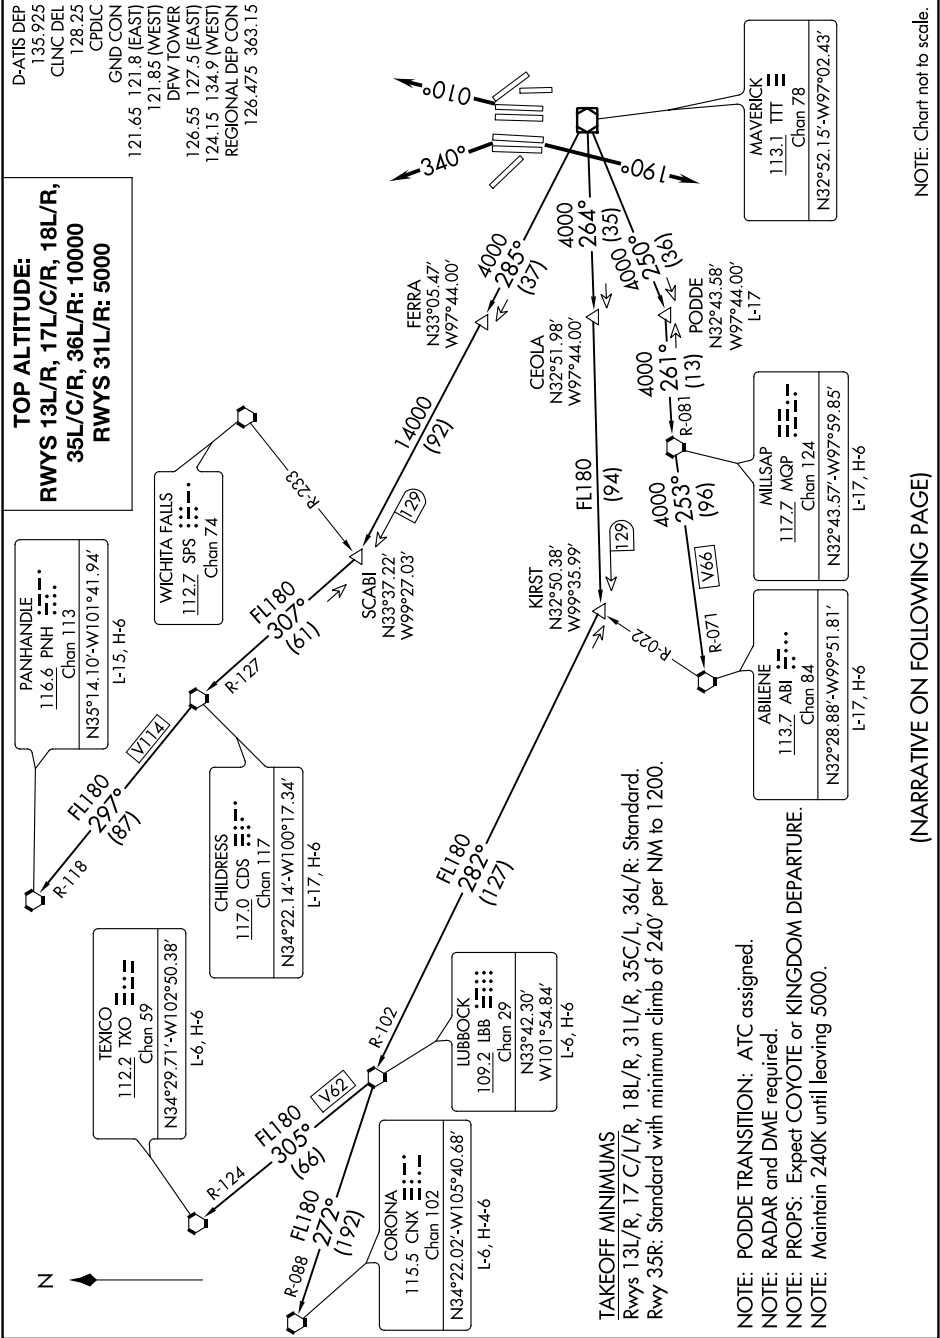 D-ATIS DEP
135.925
CLNC DEL
128.25
CPDLC
GND CON
121.65 121.8 (EAST)
121.85 (WEST)
DFW TOWER
126.55 127.5 (EAST)
124.15 134.9 (WEST)
REGIONAL DEP CON
126.475 363.15
TOP ALTITUDE:
RWYS 13L/R, 17L/C/R, 18L/R,
35L/C/R, 36L/R: 10000
RWYS 31L/R: 5000
PANHANDLE
116.6 PNH
Chan 113
N35°14.10'-W101°41.94'
L-15, H-6
WICHITA FALLS
112.7 SPS
Chan 74
R-233
TEXICO
112.2 TXO
Chan 59
N34°29.71'-W102°50.38'
L-6, H-6
CHILDRESS
117.0 CDS
Chan 117
N34°22.14'-W100°17.34'
L-17, H-6
R-118
FL180
297°
(87)
V114
R-127
FL180
307°
(61)
SCABI
N33°37.22'
W99°27.03'
129
14000
(92)
FERRA
N33°05.47'
W97°44.00'
4000
285°
(37)
340°
010°
190°
MAVERICK
113.1 TTT
Chan 78
N32°52.15'-W97°02.43'
4000
264°
(35)
CEOLA
N32°51.98'
W97°44.00'
FL180
(94)
129
KIRST
N32°50.38'
W99°35.99'
4000
250°
(36)
PODDE
N32°43.58'
W97°44.00'
L-17
4000
261°
(13)
R-081
MILLSAP
117.7 MQP
Chan 124
N32°43.57'-W97°59.85'
L-17, H-6
4000
253°
(96)
V66
R-071
R-022
ABILENE
113.7 ABI
Chan 84
N32°28.88'-W99°51.81'
L-17, H-6
FL180
282°
(127)
R-102
LUBBOCK
109.2 LBB
Chan 29
N33°42.30'
W101°54.84'
L-6, H-6
FL180
305°
(66)
V62
R-124
FL180
272°
(192)
R-088
CORONA
115.5 CNX
Chan 102
N34°22.02'-W105°40.68'
L-6, H-4-6
N
TAKEOFF MINIMUMS
Rwys 13L/R, 17 C/L/R, 18L/R, 31L/R, 35C/L, 36L/R: Standard.
Rwy 35R: Standard with minimum climb of 240' per NM to 1200.
NOTE: PODDE TRANSITION: ATC assigned.
NOTE: RADAR and DME required.
NOTE: PROPS: Expect COYOTE or KINGDOM DEPARTURE.
NOTE: Maintain 240K until leaving 5000.
(NARRATIVE ON FOLLOWING PAGE)
NOTE: Chart not to scale.